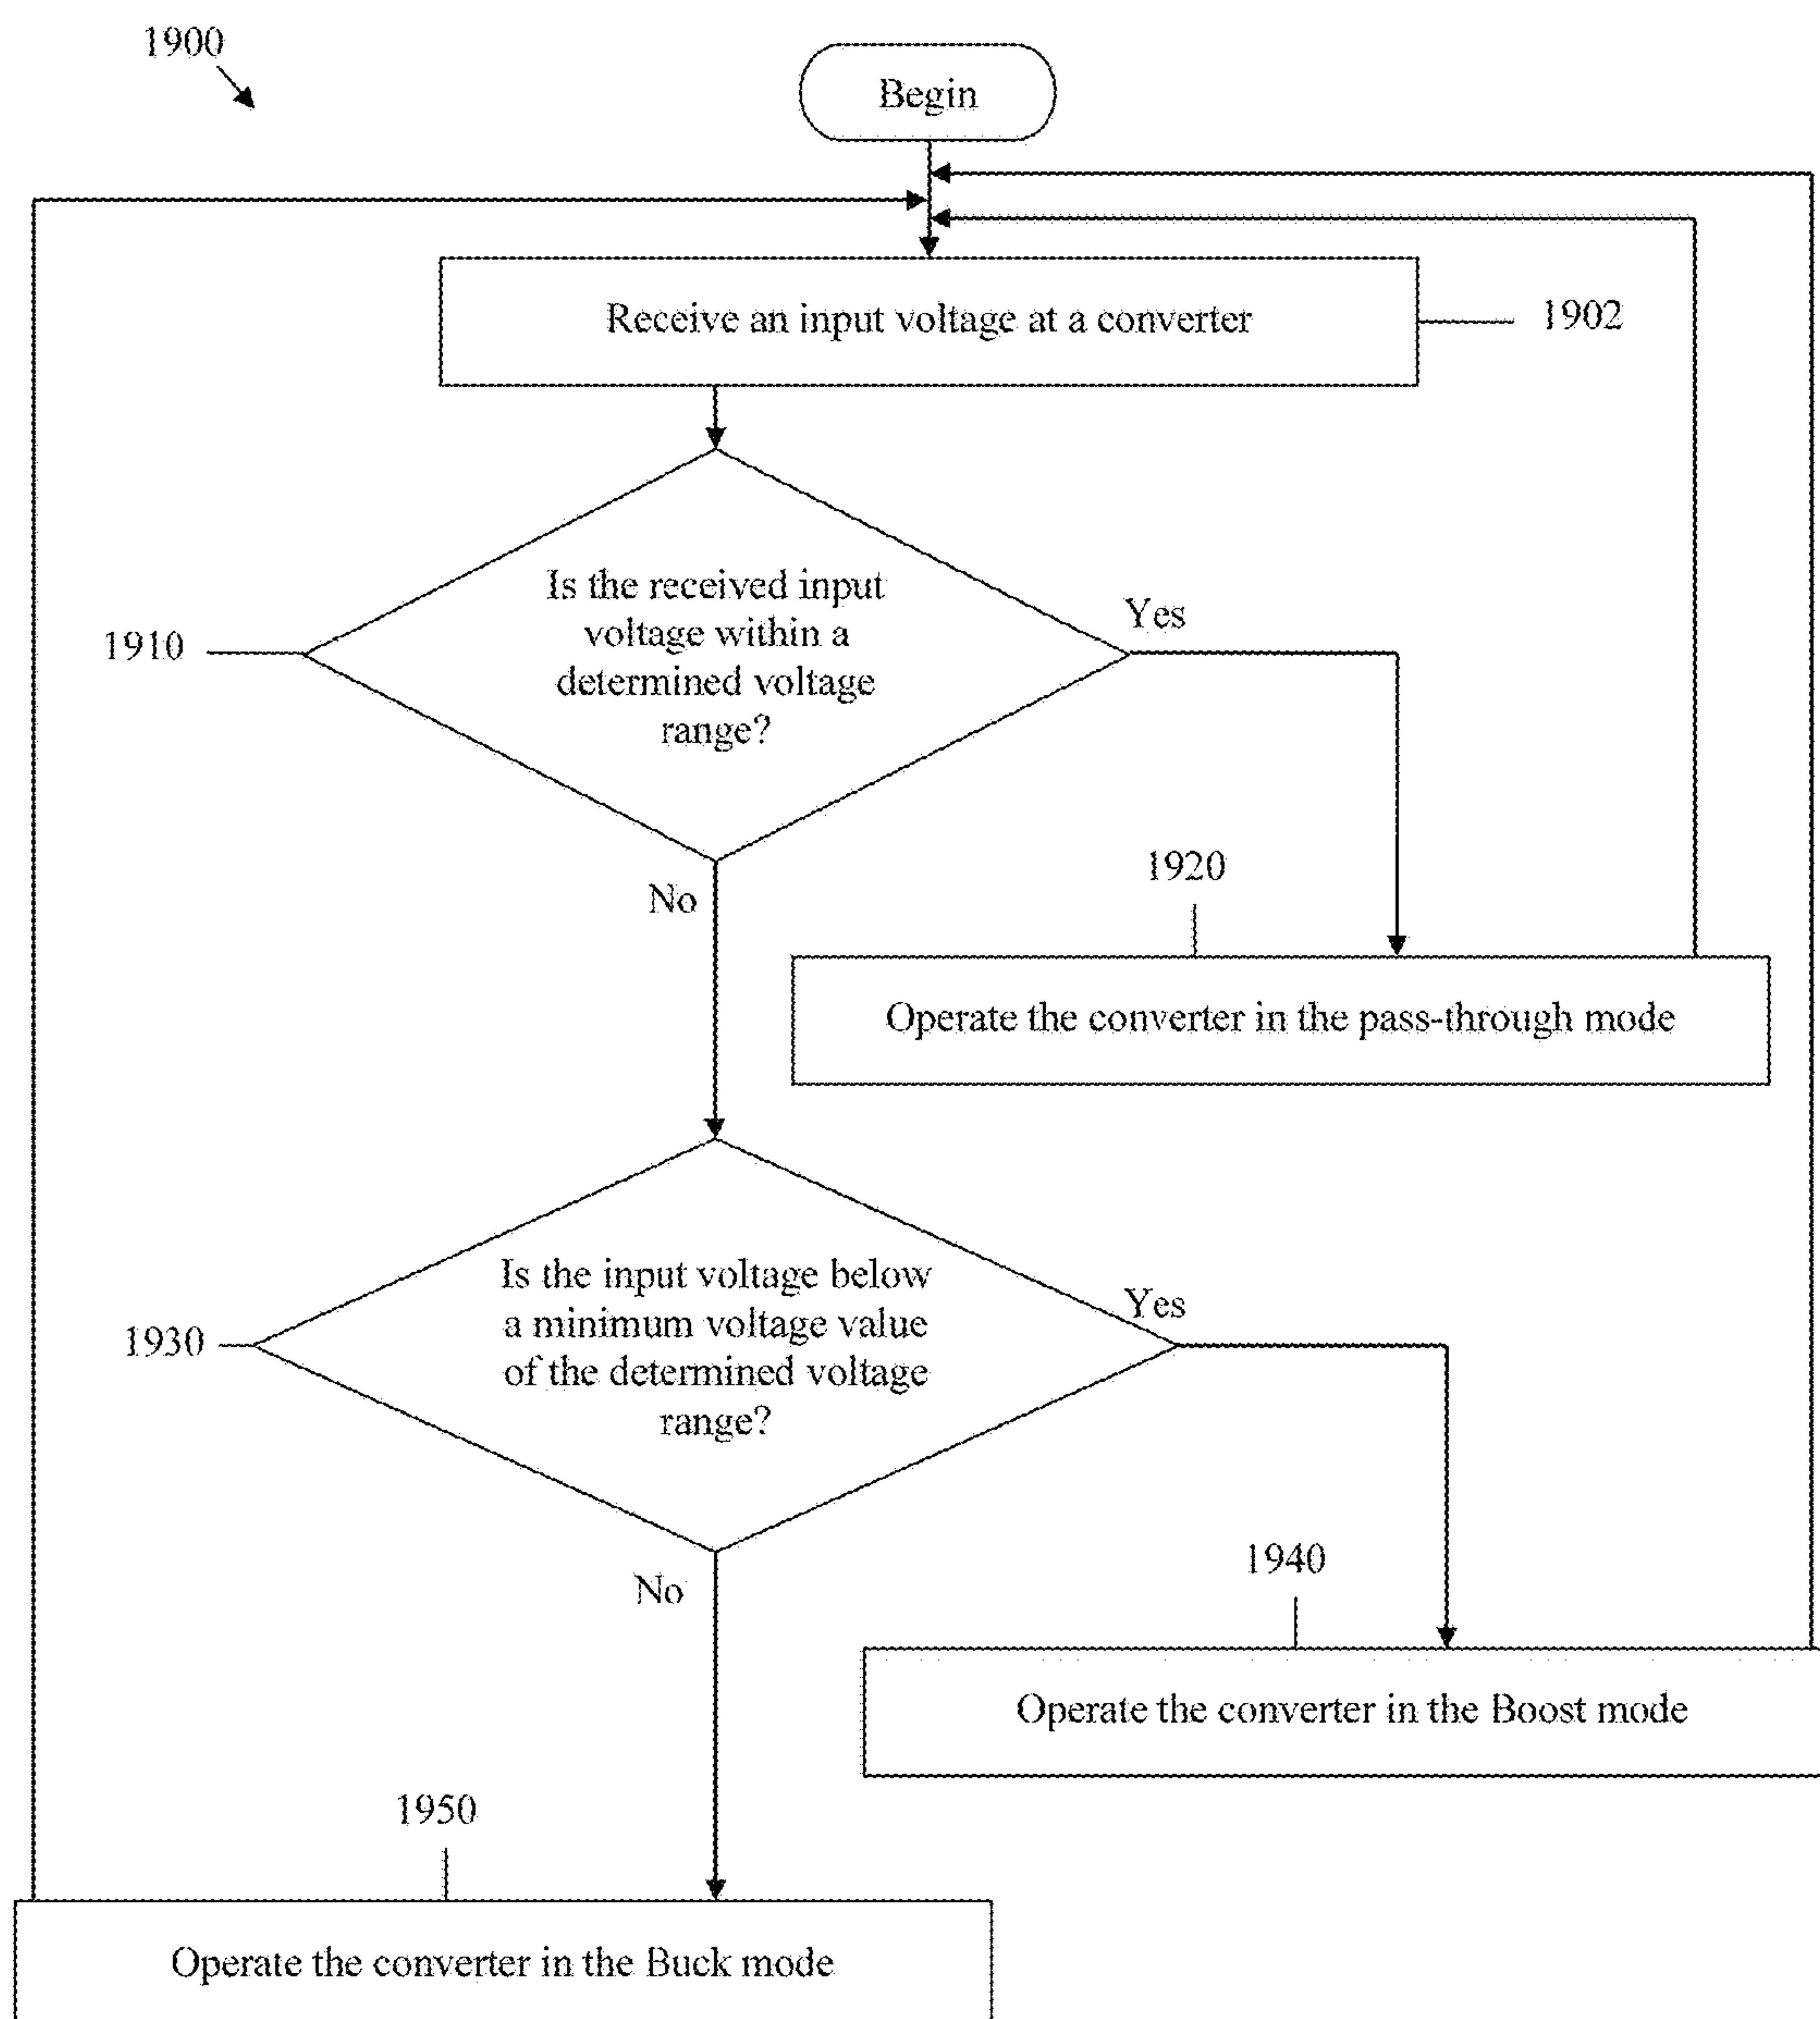 1900
Begin
Receive an input voltage at a converter
1902
Is the received input
voltage within a
determined voltage
range?
1910
Yes
No
1920
Operate the converter in the pass-through mode
Is the input voltage below
a minimum voltage value
of the determined voltage
range?
1930
Yes
No
1940
Operate the converter in the Boost mode
1950
Operate the converter in the Buck mode